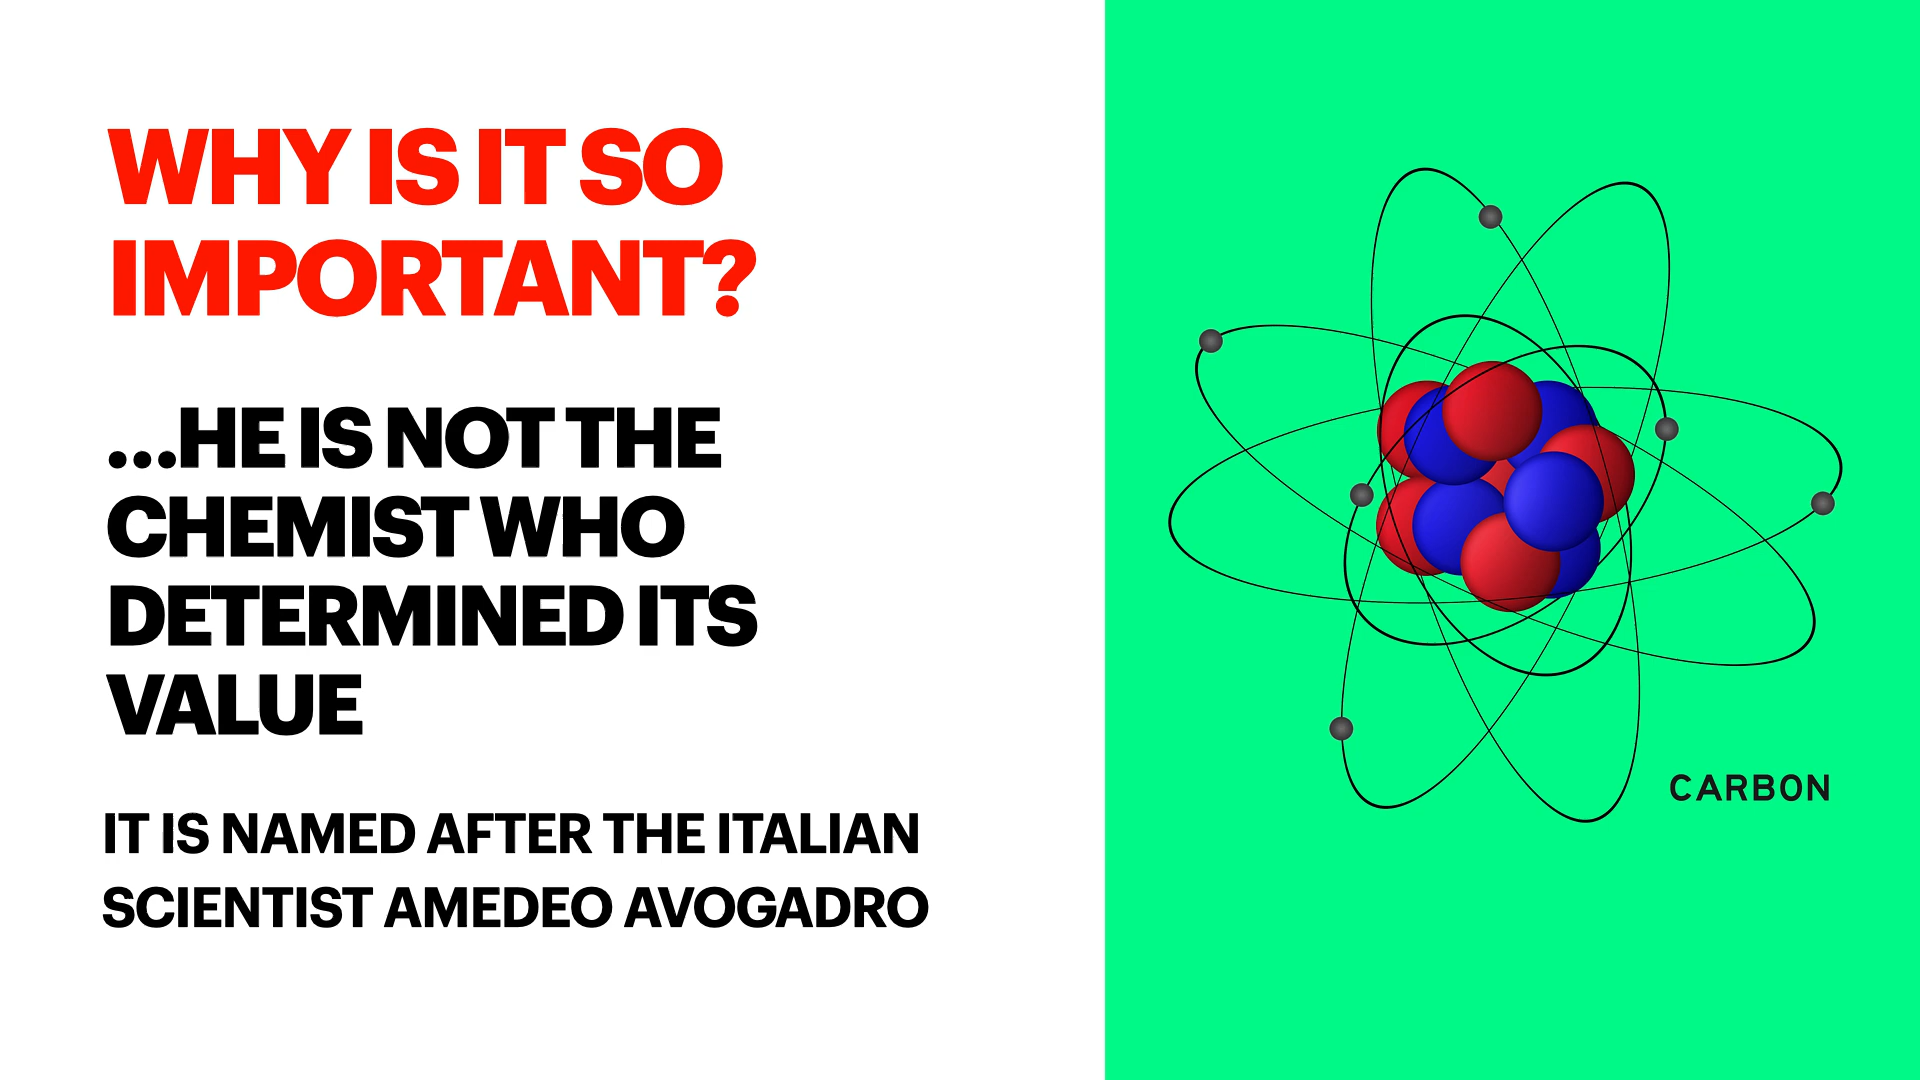 WHY IS IT SO
IMPORTANT?
...HE IS NOT THE
CHEMIST WHO
DETERMINED ITS
VALUE
IT IS NAMED AFTER THE ITALIAN
SCIENTIST AMEDEO AVOGADRO
CARBON